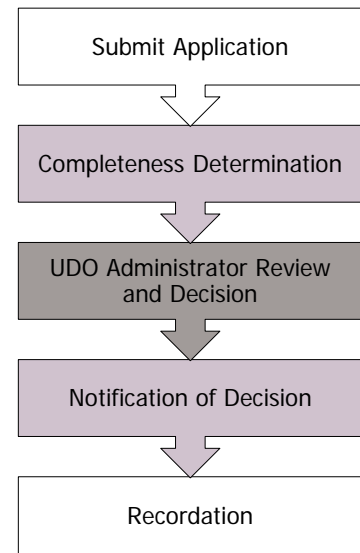 Submit Application
Completeness Determination
UDO Administrator Review
and Decision
Notification of Decision
Recordation